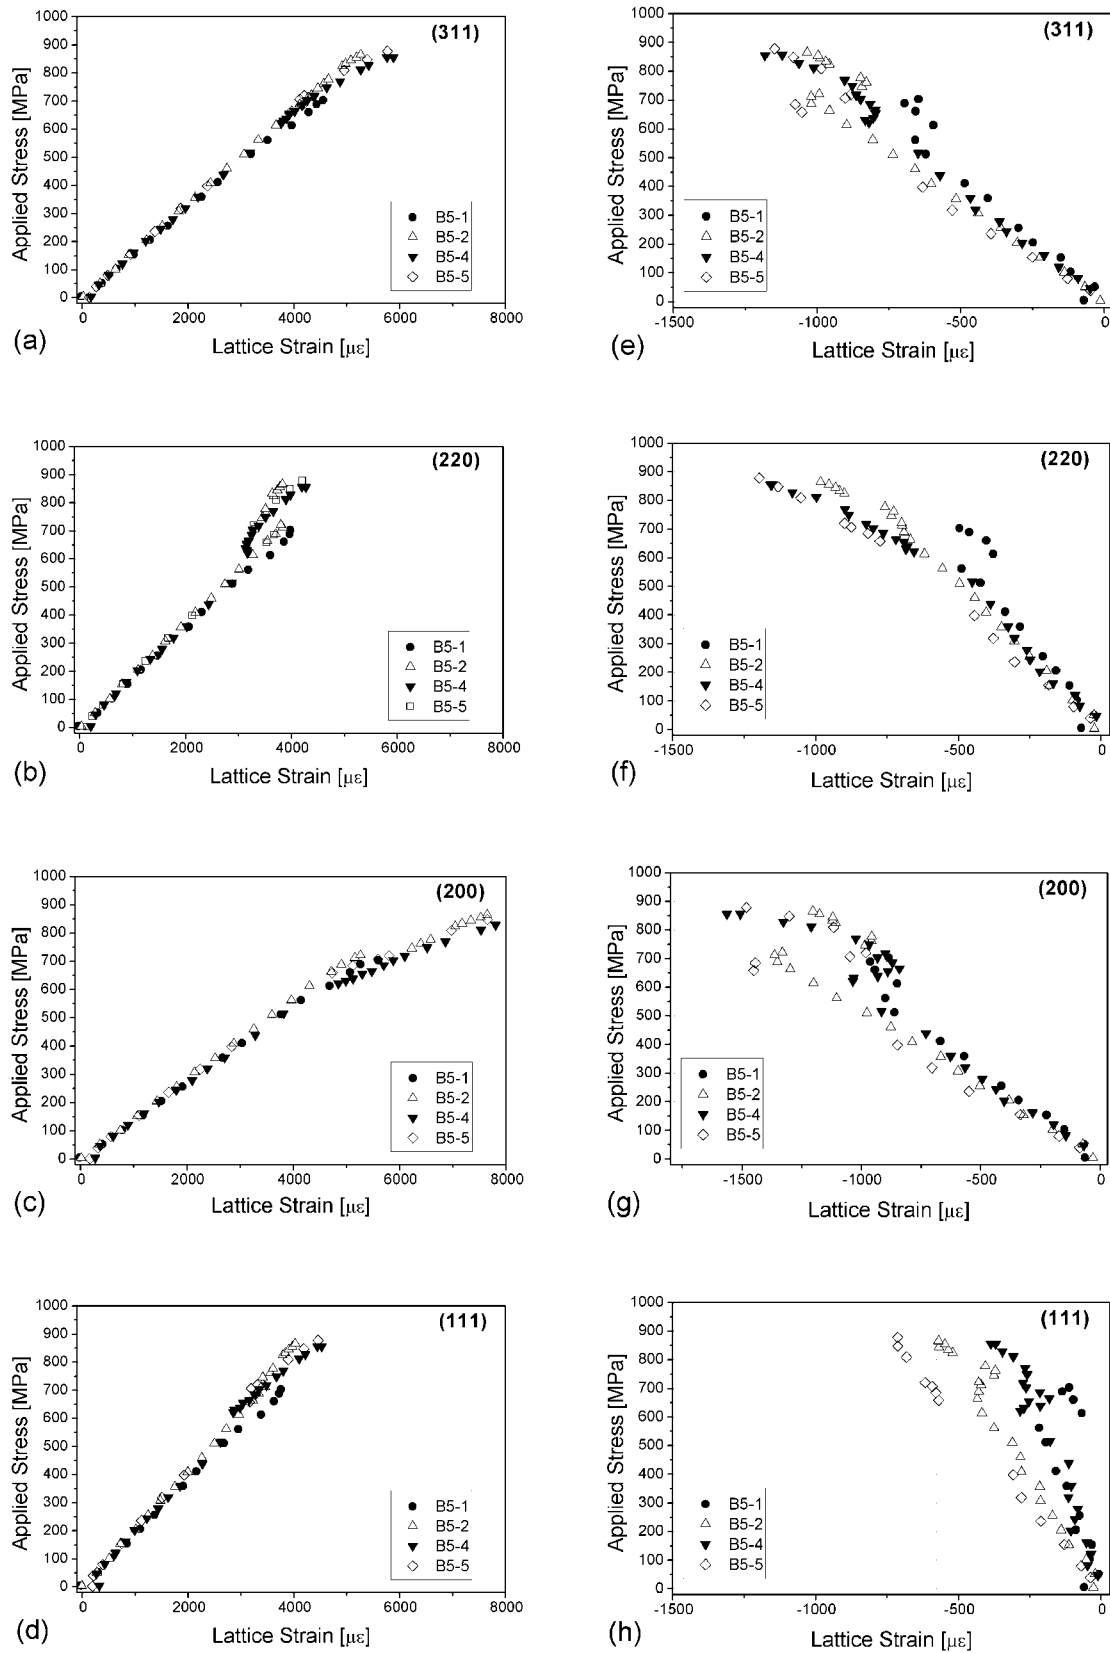 (311)
1000
900
800
700
600
500
400
300
200
100
0
0 2000 4000 6000 8000
Applied Stress [MPa]
Lattice Strain [µε]
B5-1
B5-2
B5-4
B5-5
(a)
(311)
1000
900
800
700
600
500
400
300
200
100
0
-1500 -1000 -500 0
Applied Stress [MPa]
Lattice Strain [µε]
B5-1
B5-2
B5-4
B5-5
(e)
(220)
1000
900
800
700
600
500
400
300
200
100
0
0 2000 4000 6000 8000
Applied Stress [MPa]
Lattice Strain [µε]
B5-1
B5-2
B5-4
B5-5
(b)
(220)
1000
900
800
700
600
500
400
300
200
100
0
-1500 -1000 -500 0
Applied Stress [MPa]
Lattice Strain [µε]
B5-1
B5-2
B5-4
B5-5
(f)
(200)
1000
900
800
700
600
500
400
300
200
100
0
0 2000 4000 6000 8000
Applied Stress [MPa]
Lattice Strain [µε]
B5-1
B5-2
B5-4
B5-5
(c)
(200)
1000
900
800
700
600
500
400
300
200
100
0
-1500 -1000 -500 0
Applied Stress [MPa]
Lattice Strain [µε]
B5-1
B5-2
B5-4
B5-5
(g)
(111)
1000
900
800
700
600
500
400
300
200
100
0
0 2000 4000 6000 8000
Applied Stress [MPa]
Lattice Strain [µε]
B5-1
B5-2
B5-4
B5-5
(d)
(111)
1000
900
800
700
600
500
400
300
200
100
0
-1500 -1000 -500 0
Applied Stress [MPa]
Lattice Strain [µε]
B5-1
B5-2
B5-4
B5-5
(h)